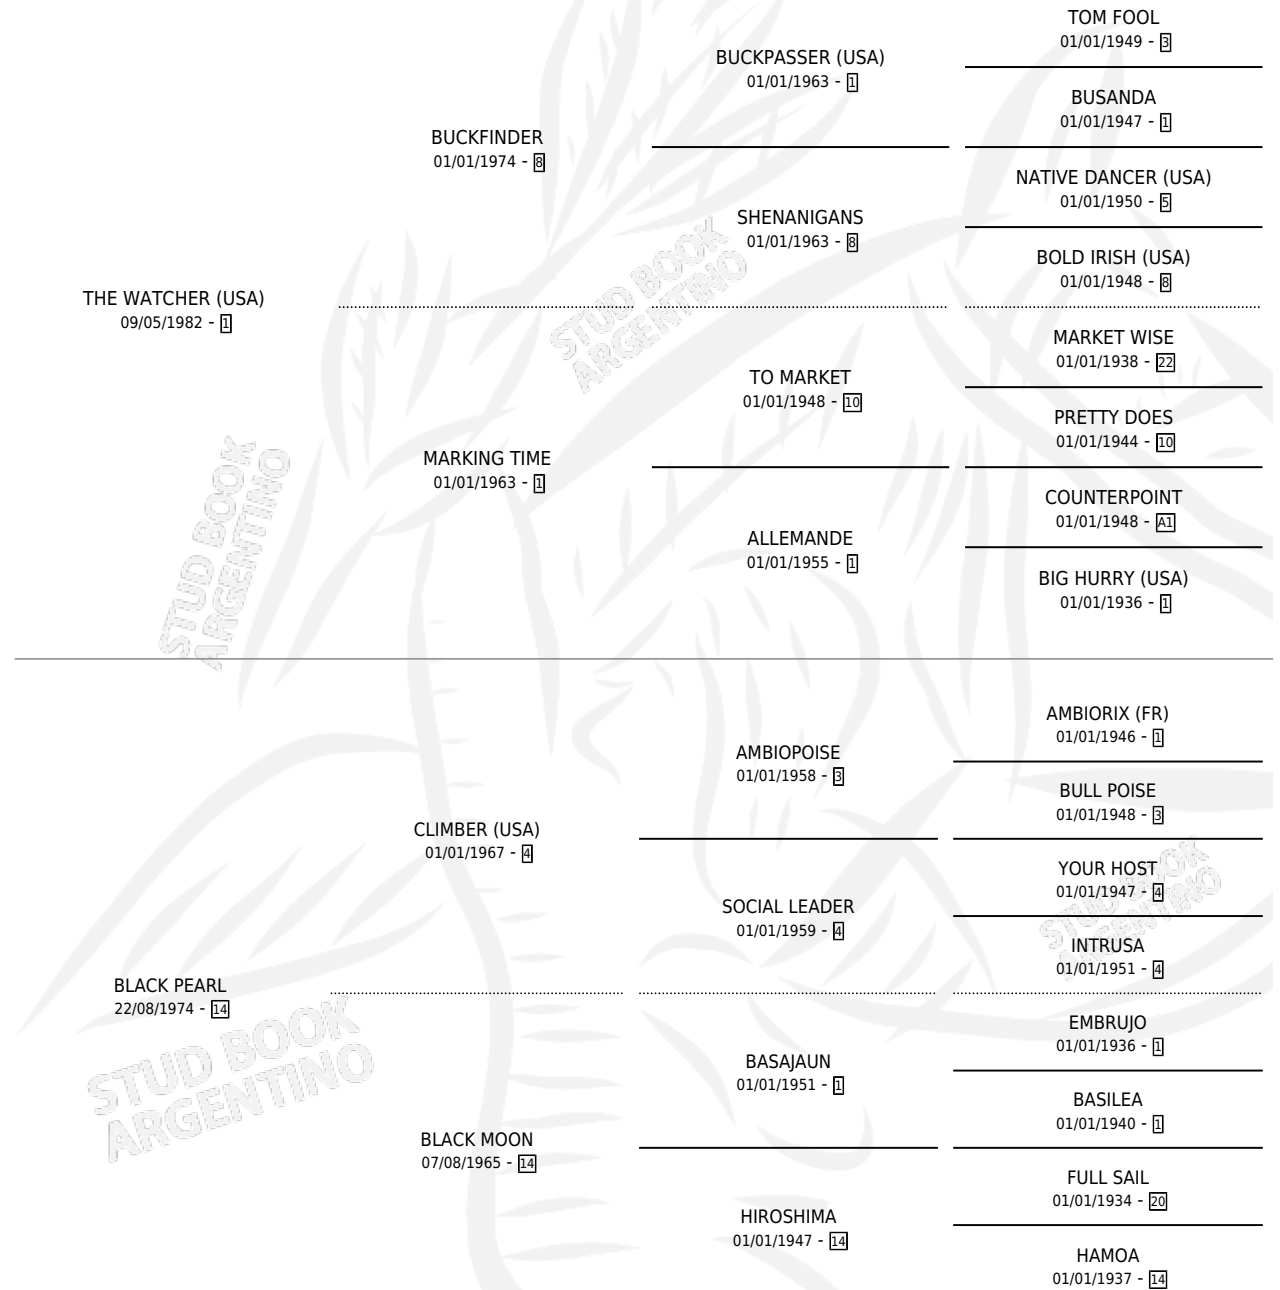 TOM FOOL
01/01/1949 - 3
BUCKPASSER (USA)
01/01/1963 - 1
BUSANDA
01/01/1947 - 1
BUCKFINDER
01/01/1974 - 8
NATIVE DANCER (USA)
01/01/1950 - 5
SHENANIGANS
01/01/1963 - 8
BOLD IRISH (USA)
01/01/1948 - 8
THE WATCHER (USA)
09/05/1982 - 1
MARKET WISE
01/01/1938 - 22
TO MARKET
01/01/1948 - 10
PRETTY DOES
01/01/1944 - 10
MARKING TIME
01/01/1963 - 1
COUNTERPOINT
01/01/1948 - A1
ALLEMANDE
01/01/1955 - 1
BIG HURRY (USA)
01/01/1936 - 1
STUD BOOK
ARGENTINO
STUD BOOK
ARGENTINO
AMBIORIX (FR)
01/01/1946 - 1
AMBIOPOISE
01/01/1958 - 3
BULL POISE
01/01/1948 - 3
CLIMBER (USA)
01/01/1967 - 4
YOUR HOST
01/01/1947 - 4
SOCIAL LEADER
01/01/1959 - 4
INTRUSA
01/01/1951 - 4
BLACK PEARL
22/08/1974 - 14
EMBRUJO
01/01/1936 - 1
BASAJAUN
01/01/1951 - 1
BASILEA
01/01/1940 - 1
BLACK MOON
07/08/1965 - 14
FULL SAIL
01/01/1934 - 20
HIROSHIMA
01/01/1947 - 14
HAMOA
01/01/1937 - 14
STUD BOOK
ARGENTINO
STUD BOOK
ARGENTINO